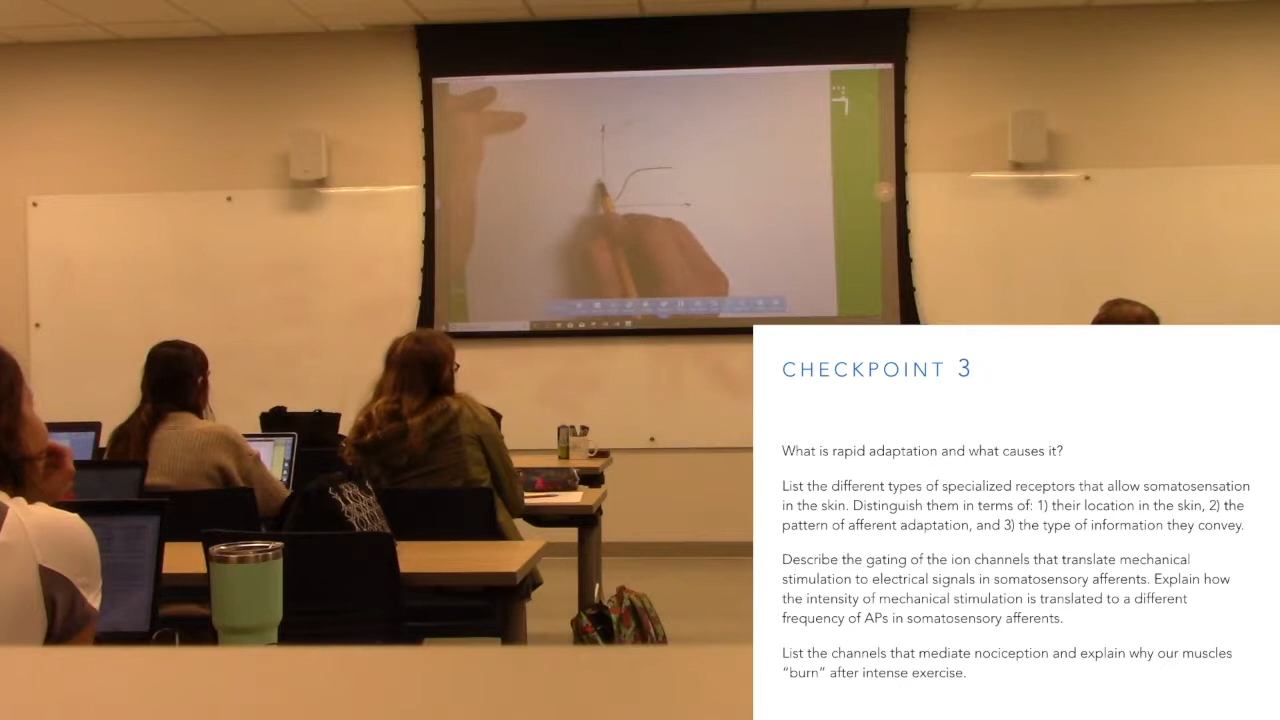 CHECKPOINT 3
What is rapid adaptation and what causes it?
List the different types of specialized receptors that allow somatosensation
in the skin. Distinguish them in terms of: 1) their location in the skin, 2) the
pattern of afferent adaptation, and 3) the type of information they convey.
Describe the gating of the ion channels that translate mechanical
stimulation to electrical signals in somatosensory afferents. Explain how
the intensity of mechanical stimulation is translated to a different
frequency of APs in somatosensory afferents.
List the channels that mediate nociception and explain why our muscles
“burn” after intense exercise.